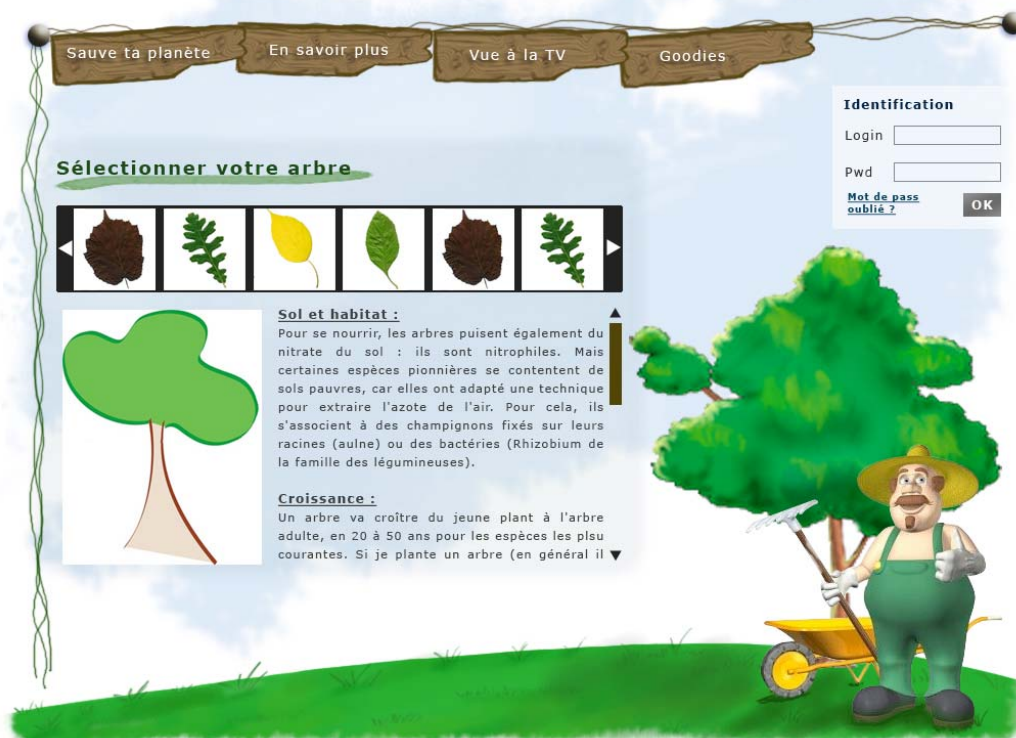 Sauve ta planète
En savoir plus
Vue à la TV
Goodies
Identification
Login
Pwd
Mot de pass
oublié ?
OK
Sélectionner votre arbre
Sol et habitat :
Pour se nourrir, les arbres puisent également du
nitrate du sol : ils sont nitrophiles. Mais
certaines espèces pionnières se contentent de
sols pauvres, car elles ont adapté une technique
pour extraire l'azote de l'air. Pour cela, ils
s'associent à des champignons fixés sur leurs
racines (aulne) ou des bactéries (Rhizobium de
la famille des légumineuses).
Croissance :
Un arbre va croître du jeune plant à l'arbre
adulte, en 20 à 50 ans pour les espèces les plsu
courantes. Si je plante un arbre (en général il